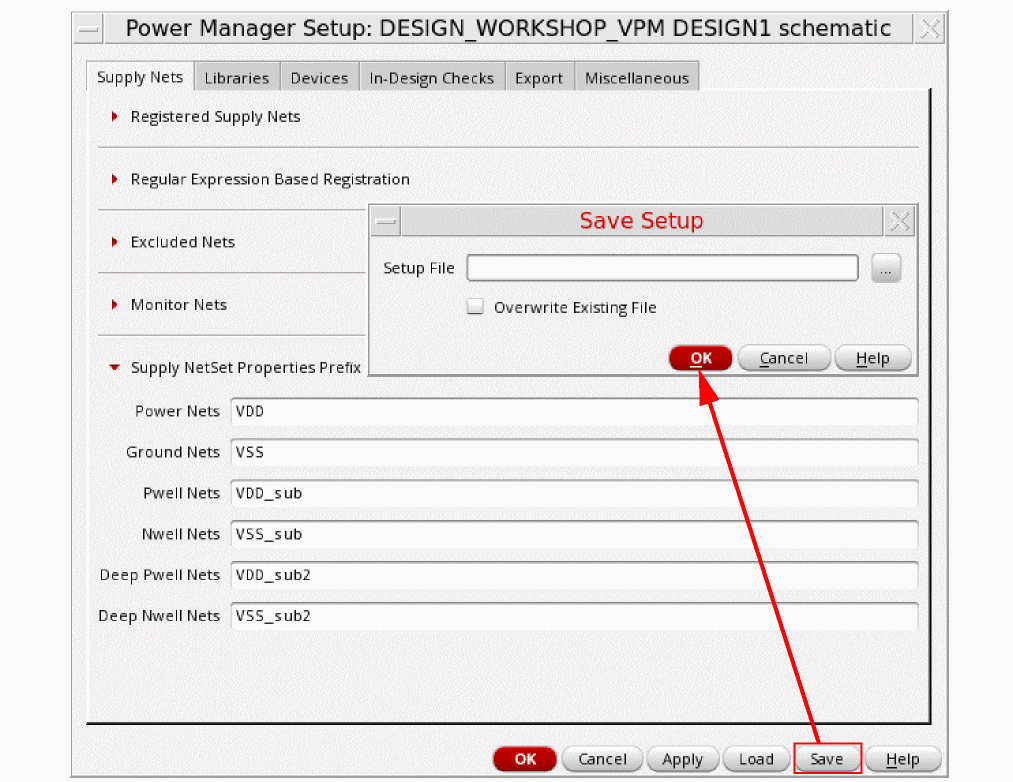 Power Manager Setup: DESIGN_WORKSHOP_VPM DESIGN1 schematic
Supply Nets Libraries Devices In-Design Checks Export Miscellaneous
Registered Supply Nets
Regular Expression Based Registration
Excluded Nets
Monitor Nets
Save Setup
Setup File ...
Overwrite Existing File
OK Cancel Help
Supply NetSet Properties Prefix
Power Nets VDD
Ground Nets VSS
Pwell Nets VDD_sub
Nwell Nets VSS_sub
Deep Pwell Nets VDD_sub2
Deep Nwell Nets VSS_sub2
OK Cancel Apply Load Save Help